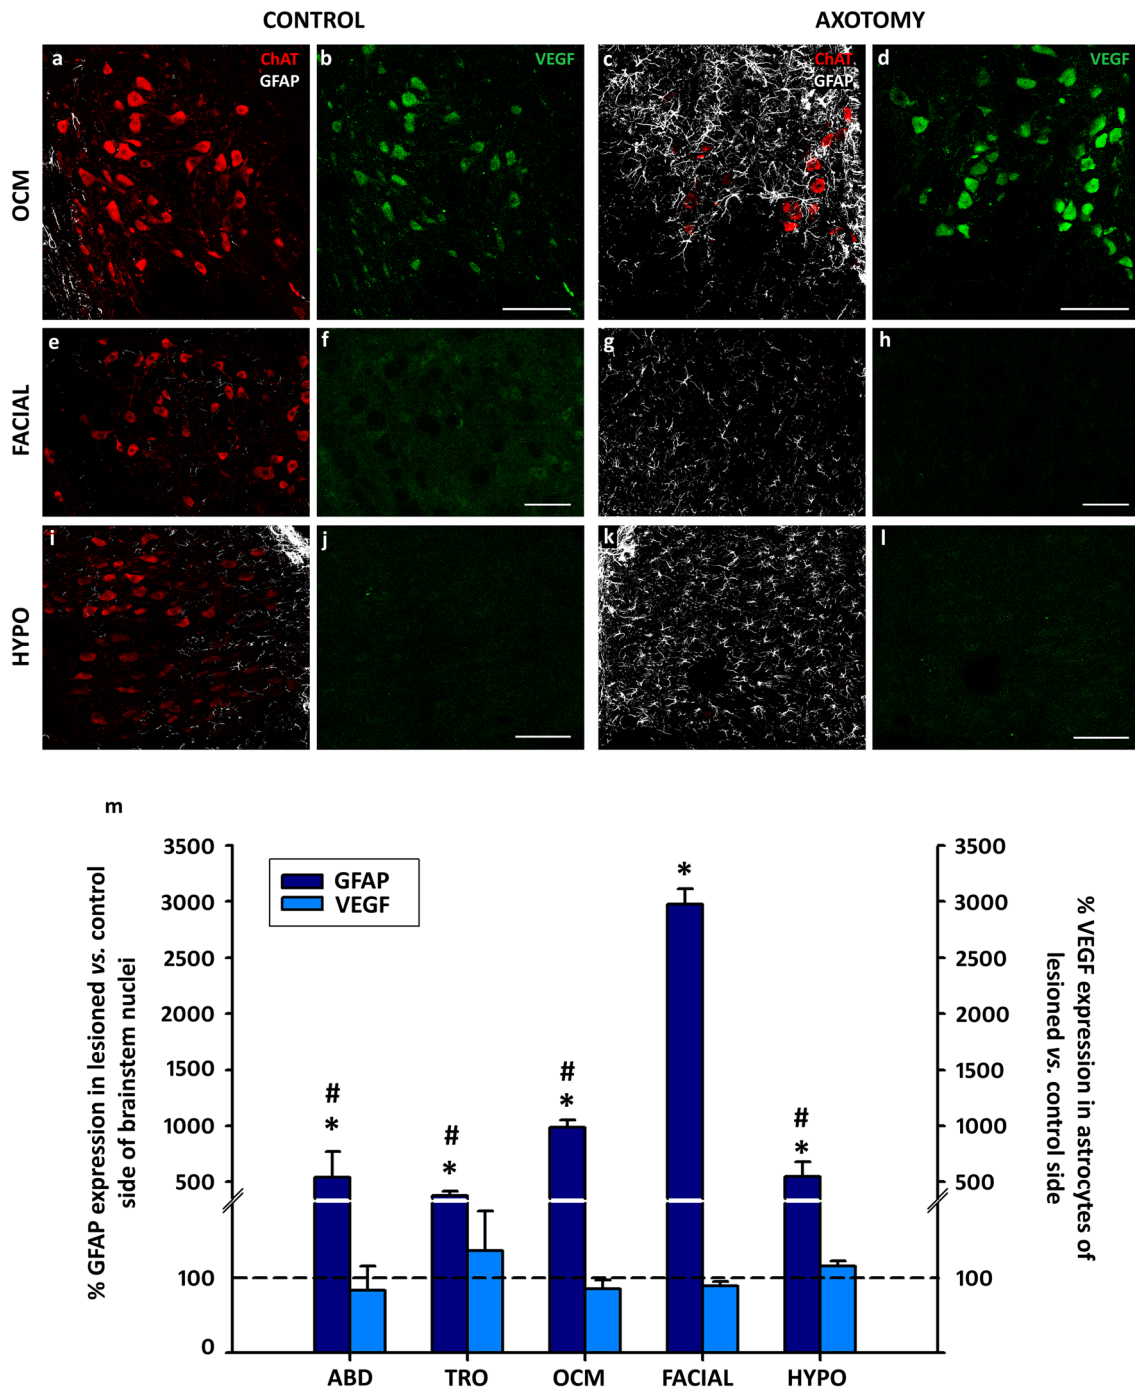 CONTROL
AXOTOMY
OCM
a
ChAT
GFAP
b
VEGF
c
ChAT
GFAP
d
VEGF
FACIAL
e
f
g
h
HYPO
i
j
k
l
m
% GFAP expression in lesioned vs. control
side of brainstem nuclei
3500
3000
2500
2000
1500
1000
500
100
0
GFAP
VEGF
#
*
#
*
#
*
*
#
*
3500
3000
2500
2000
1500
1000
500
100
% VEGF expression in astrocytes of
lesioned vs. control side
ABD
TRO
OCM
FACIAL
HYPO